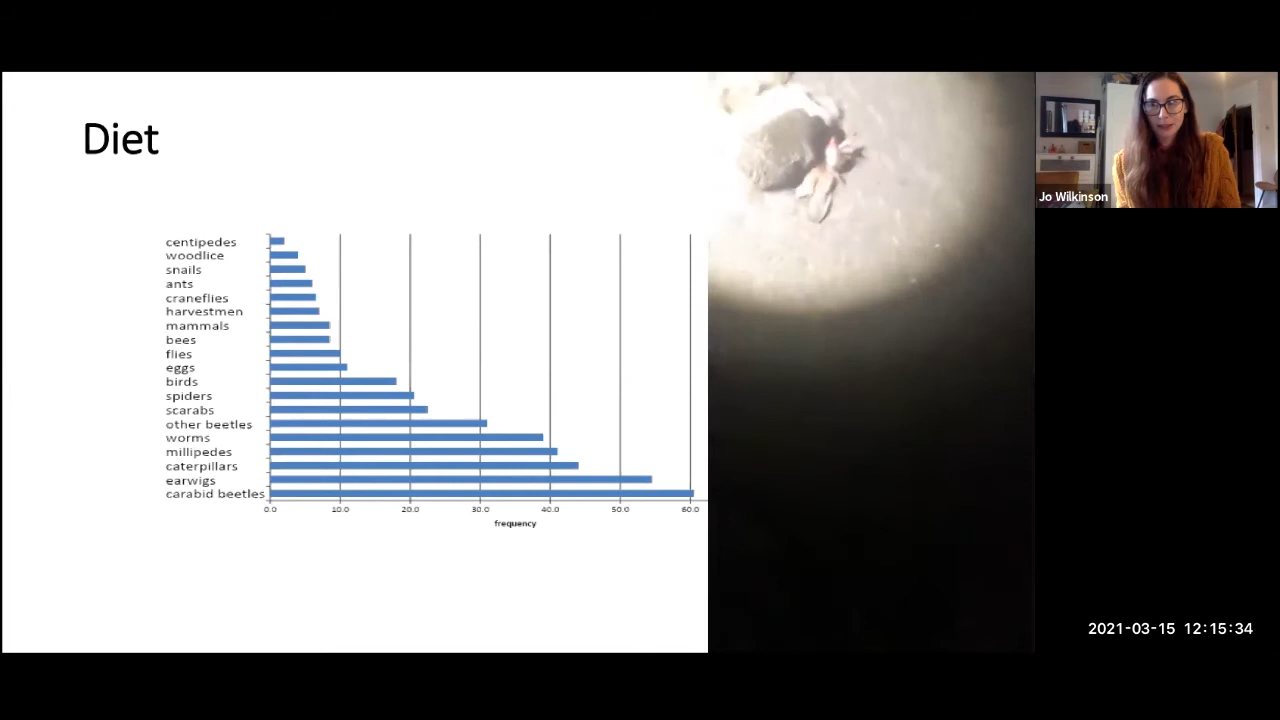 Diet
centipedes
woodlice
snails
ants
craneflies
harvestmen
mammals
bees
flies
eggs
birds
spiders
scarabs
other beetles
worms
millipedes
caterpillars
earwigs
carabid beetles
0.0 10.0 20.0 30.0 40.0 50.0 60.0
frequency
Jo Wilkinson
2021-03-15 12:15:34